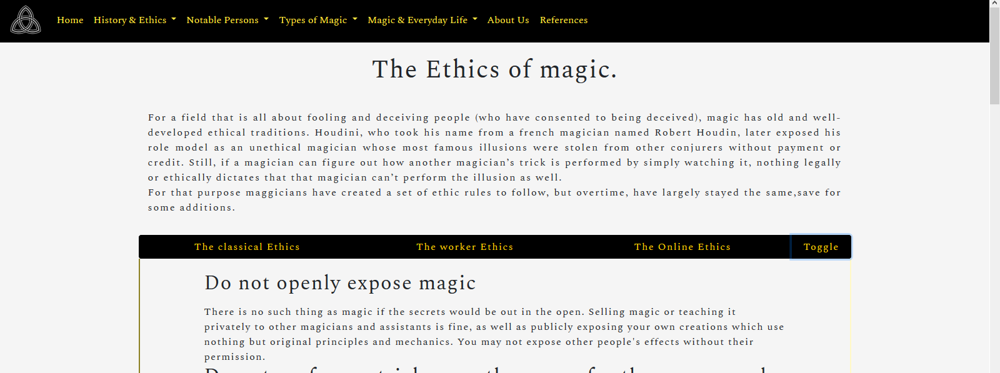 Home History & Ethics Notable Persons Types of Magic Magic & Everyday Life About Us References
The Ethics of magic.
For a field that is all about fooling and deceiving people (who have consented to being deceived), magic has old and well-
developed ethical traditions. Houdini, who took his name from a french magician named Robert Houdin, later exposed his
role model as an unethical magician whose most famous illusions were stolen from other conjurers without payment or
credit. Still, if a magician can figure out how another magician’s trick is performed by simply watching it, nothing legally
or ethically dictates that that magician can’t perform the illusion as well.
For that purpose maggicians have created a set of ethic rules to follow, but overtime, have largely stayed the same,save for
some additions.
The classical Ethics The worker Ethics The Online Ethics Toggle
Do not openly expose magic
There is no such thing as magic if the secrets would be out in the open. Selling magic or teaching it
privately to other magicians and assistants is fine, as well as publicly exposing your own creations which use
nothing but original principles and mechanics. You may not expose other people's effects without their
permission.